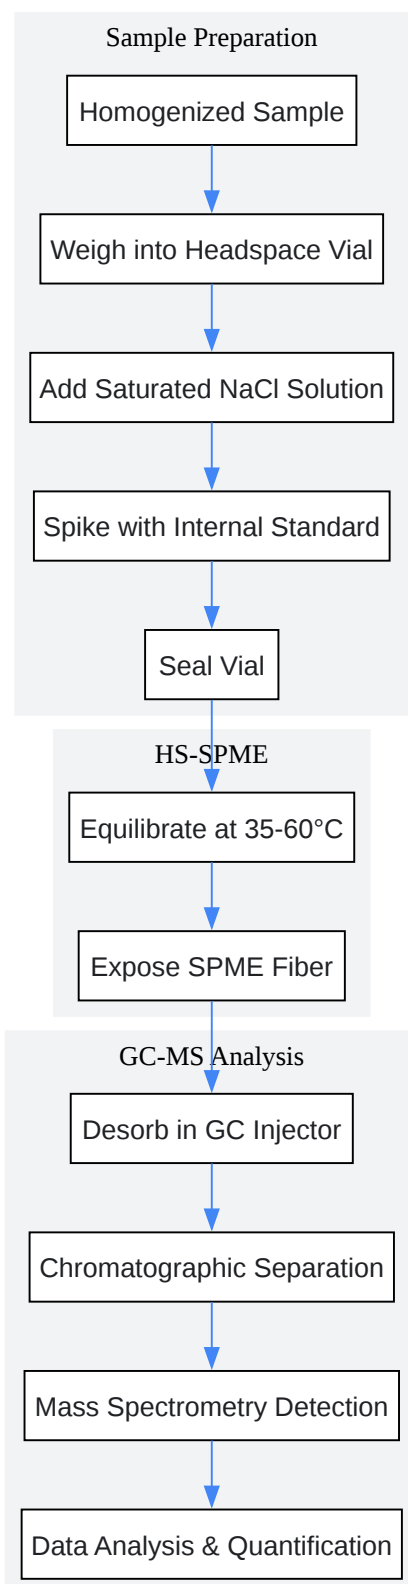 Sample Preparation
Homogenized Sample
Weigh into Headspace Vial
Add Saturated NaCl Solution
Spike with Internal Standard
Seal Vial
HS-SPME
Equilibrate at 35-60°C
Expose SPME Fiber
GC-MS Analysis
Desorb in GC Injector
Chromatographic Separation
Mass Spectrometry Detection
Data Analysis & Quantification